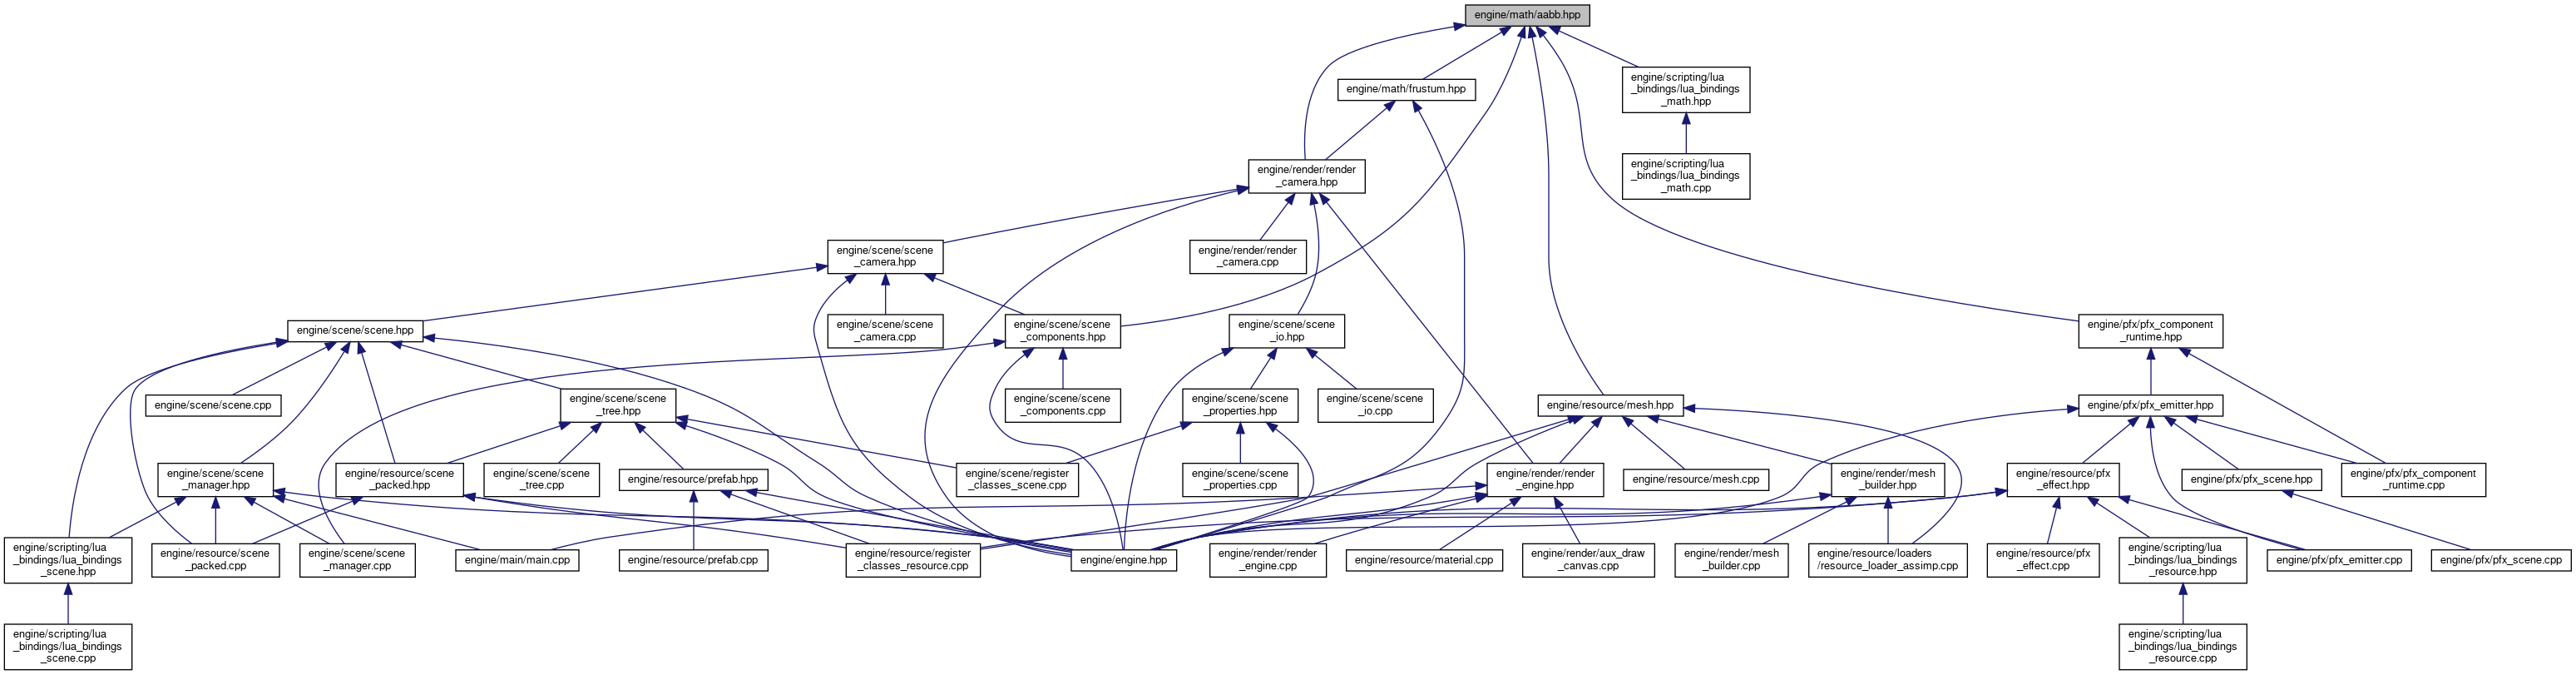 engine/math/aabb.hpp
engine/math/frustum.hpp
engine/scripting/lua
_bindings/lua_bindings
_math.hpp
engine/scripting/lua
_bindings/lua_bindings
_math.cpp
engine/render/render
_camera.hpp
engine/scene/scene
_camera.hpp
engine/render/render
_camera.cpp
engine/scene/scene.hpp
engine/scene/scene
_camera.cpp
engine/scene/scene
_components.hpp
engine/scene/scene
_io.hpp
engine/pfx/pfx_component
_runtime.hpp
engine/scene/scene.cpp
engine/scene/scene
_tree.hpp
engine/scene/scene
_components.cpp
engine/scene/scene
_properties.hpp
engine/scene/scene
_io.cpp
engine/resource/mesh.hpp
engine/pfx/pfx_emitter.hpp
engine/scene/scene
_manager.hpp
engine/resource/scene
_packed.hpp
engine/scene/scene
_tree.cpp
engine/resource/prefab.hpp
engine/scene/register
_classes_scene.cpp
engine/scene/scene
_properties.cpp
engine/render/render
_engine.hpp
engine/resource/mesh.cpp
engine/render/mesh
_builder.hpp
engine/resource/pfx
_effect.hpp
engine/pfx/pfx_scene.hpp
engine/pfx/pfx_component
_runtime.cpp
engine/scripting/lua
_bindings/lua_bindings
_scene.hpp
engine/resource/scene
_packed.cpp
engine/scene/scene
_manager.cpp
engine/main/main.cpp
engine/resource/prefab.cpp
engine/resource/register
_classes_resource.cpp
engine/engine.hpp
engine/render/render
_engine.cpp
engine/resource/material.cpp
engine/render/aux_draw
_canvas.cpp
engine/render/mesh
_builder.cpp
engine/resource/loaders
/resource_loader_assimp.cpp
engine/resource/pfx
_effect.cpp
engine/scripting/lua
_bindings/lua_bindings
_resource.hpp
engine/pfx/pfx_emitter.cpp
engine/pfx/pfx_scene.cpp
engine/scripting/lua
_bindings/lua_bindings
_scene.cpp
engine/scripting/lua
_bindings/lua_bindings
_resource.cpp